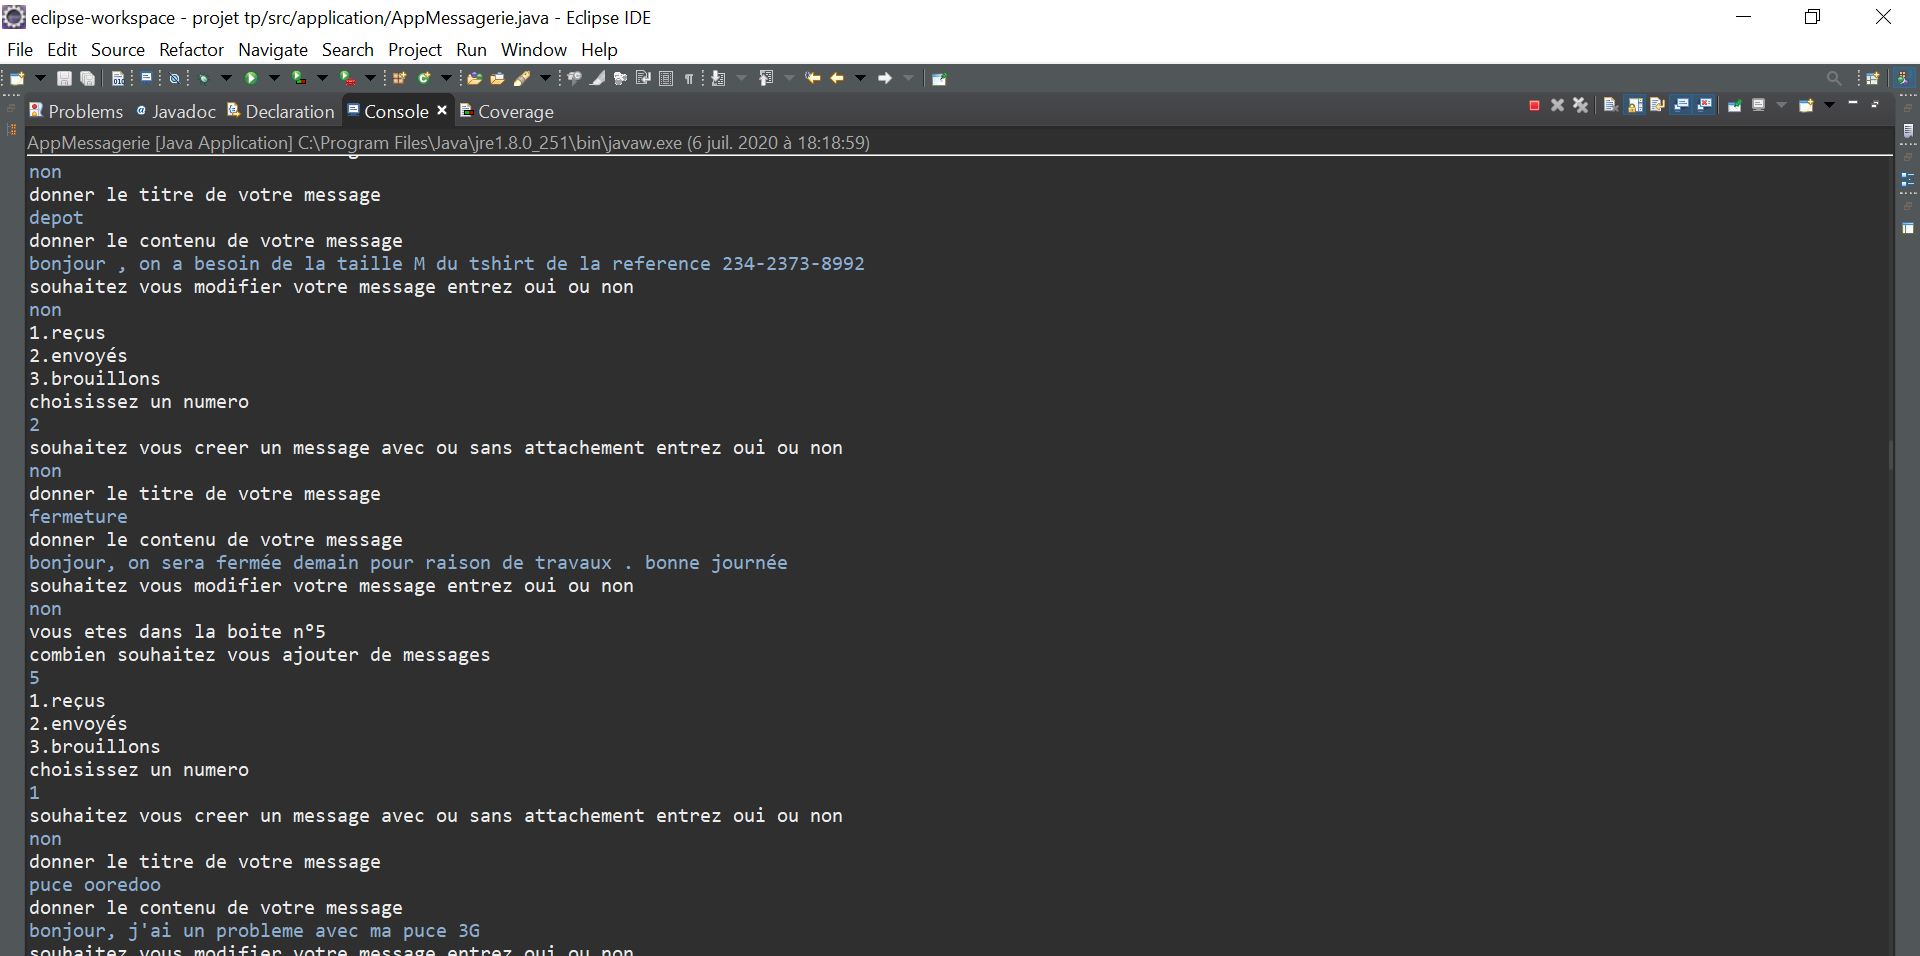 eclipse-workspace - projet tp/src/application/AppMessagerie.java - Eclipse IDE
File Edit Source Refactor Navigate Search Project Run Window Help
Problems Javadoc Declaration Console Coverage
AppMessagerie [Java Application] C:\Program Files\Java\jre1.8.0_251\bin\javaw.exe (6 juil. 2020 à 18:18:59)
non
donner le titre de votre message
depot
donner le contenu de votre message
bonjour , on a besoin de la taille M du tshirt de la reference 234-2373-8992
souhaitez vous modifier votre message entrez oui ou non
non
1.reçus
2.envoyés
3.brouillons
choisissez un numero
2
souhaitez vous creer un message avec ou sans attachement entrez oui ou non
non
donner le titre de votre message
fermeture
donner le contenu de votre message
bonjour, on sera fermée demain pour raison de travaux . bonne journée
souhaitez vous modifier votre message entrez oui ou non
non
vous etes dans la boite n°5
combien souhaitez vous ajouter de messages
5
1.reçus
2.envoyés
3.brouillons
choisissez un numero
1
souhaitez vous creer un message avec ou sans attachement entrez oui ou non
non
donner le titre de votre message
puce ooredoo
donner le contenu de votre message
bonjour, j'ai un probleme avec ma puce 3G
souhaitez vous modifier votre message entrez oui ou non